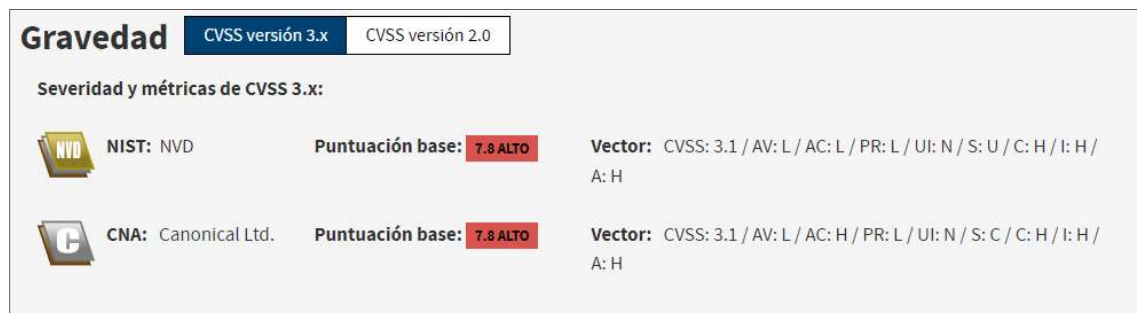 Gravedad CVSS versión 3.x CVSS versión 2.0
Severidad y métricas de CVSS 3.x:
NVD NIST: NVD Puntuación base: 7.8 ALTO Vector: CVSS: 3.1 / AV: L / AC: L / PR: L / UI: N / S: U / C: H / I: H /
A: H
C CNA: Canonical Ltd. Puntuación base: 7.8 ALTO Vector: CVSS: 3.1 / AV: L / AC: H / PR: L / UI: N / S: C / C: H / I: H /
A: H